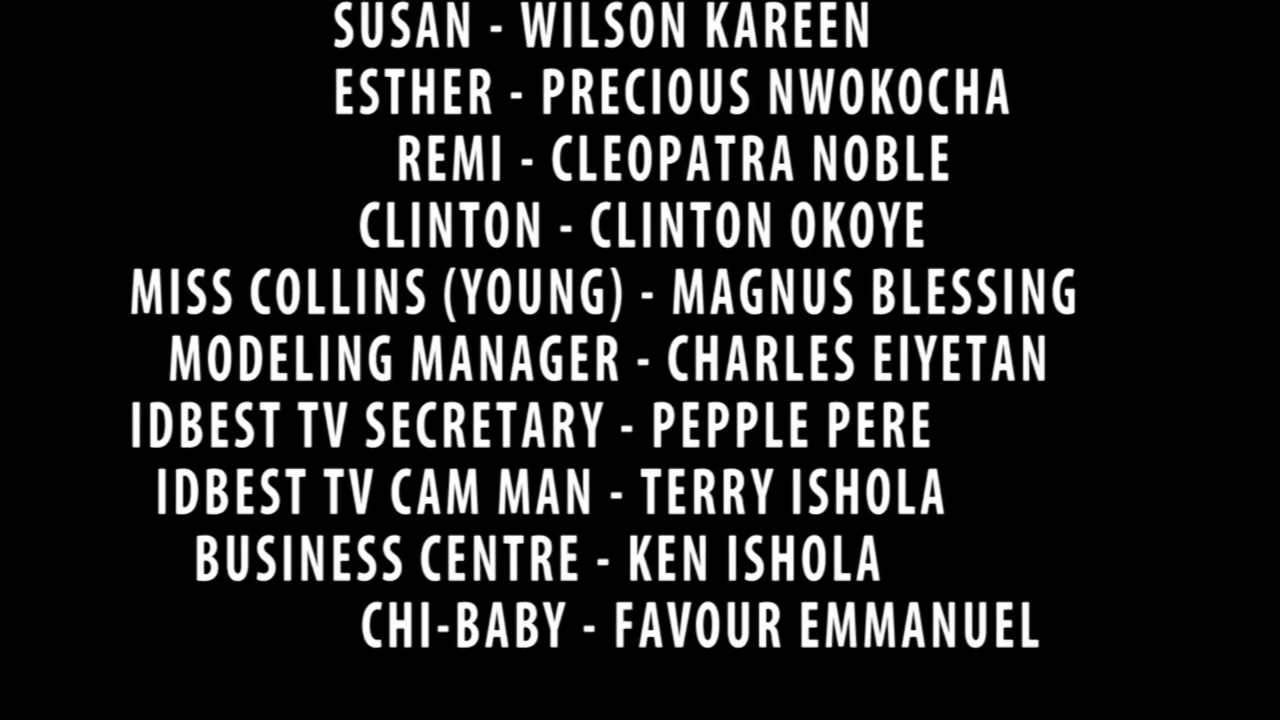 SUSAN - WILSON KAREEN
ESTHER - PRECIOUS NWOKOCHA
REMI - CLEOPATRA NOBLE
CLINTON - CLINTON OKOYE
MISS COLLINS (YOUNG) - MAGNUS BLESSING
MODELING MANAGER - CHARLES EIYETAN
IDBEST TV SECRETARY - PEPPLE PERE
IDBEST TV CAM MAN - TERRY ISHOLA
BUSINESS CENTRE - KEN ISHOLA
CHI-BABY - FAVOUR EMMANUEL